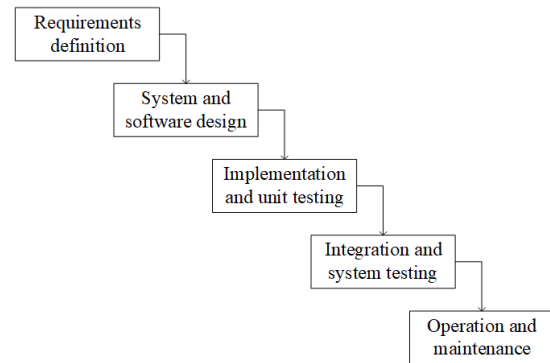 Requirements
definition
System and
software design
Implementation
and unit testing
Integration and
system testing
Operation and
maintenance